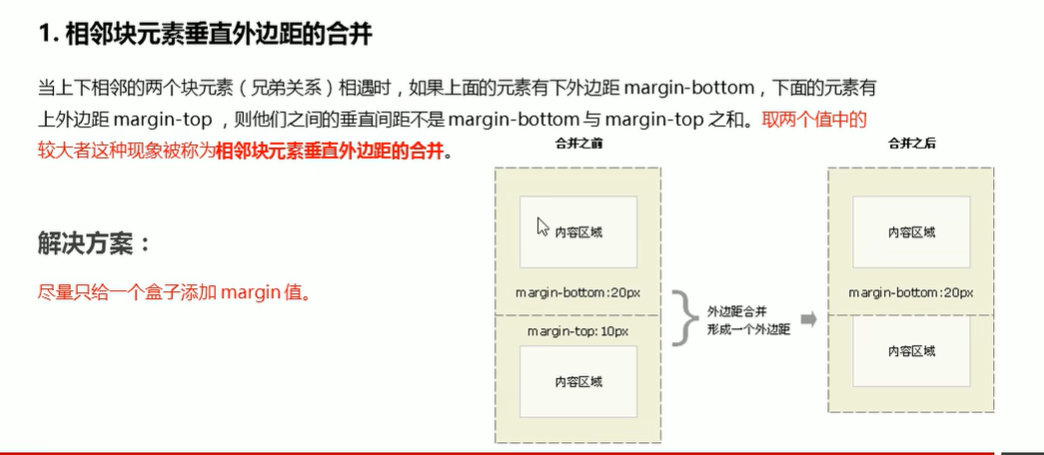 1. 相邻块元素垂直外边距的合并
当上下相邻的两个块元素（兄弟关系）相遇时，如果上面的元素有下外边距 margin-bottom，下面的元素有
上外边距 margin-top ，则他们之间的垂直间距不是 margin-bottom 与 margin-top 之和。取两个值中的
较大者这种现象被称为相邻块元素垂直外边距的合并。
解决方案：
尽量只给一个盒子添加 margin 值。
合并之前
内容区域
margin-bottom:20px
margin-top:10px
内容区域
外边距合并
形成一个外边距
合并之后
内容区域
margin-bottom:20px
内容区域